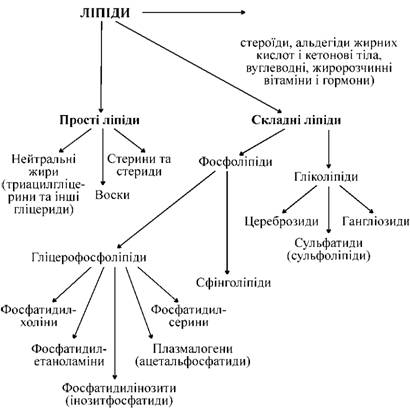 ЛІПІДИ
стероїди, альдегіди жирних
кислот і кетонові тіла,
вуглеводні, жиророзчинні
вітаміни і гормони)
Прості ліпіди
Складні ліпіди
Нейтральні
жири
(триацилгліце-
рини та інші
гліцериди)
Воски
Стерини та
стериди
Фосфоліпіди
Гліколіпіди
Цереброзиди
Сульфатиди
(сульфоліпіди)
Гангліозиди
Гліцерофосфоліпіди
Сфінголіпіди
Фосфатидил-
холіни
Фосфатидил-
етаноламіни
Фосфатидилінозити
(інозитфосфатиди)
Плазмалогени
(ацетальфосфатиди)
Фосфатидил-
серини